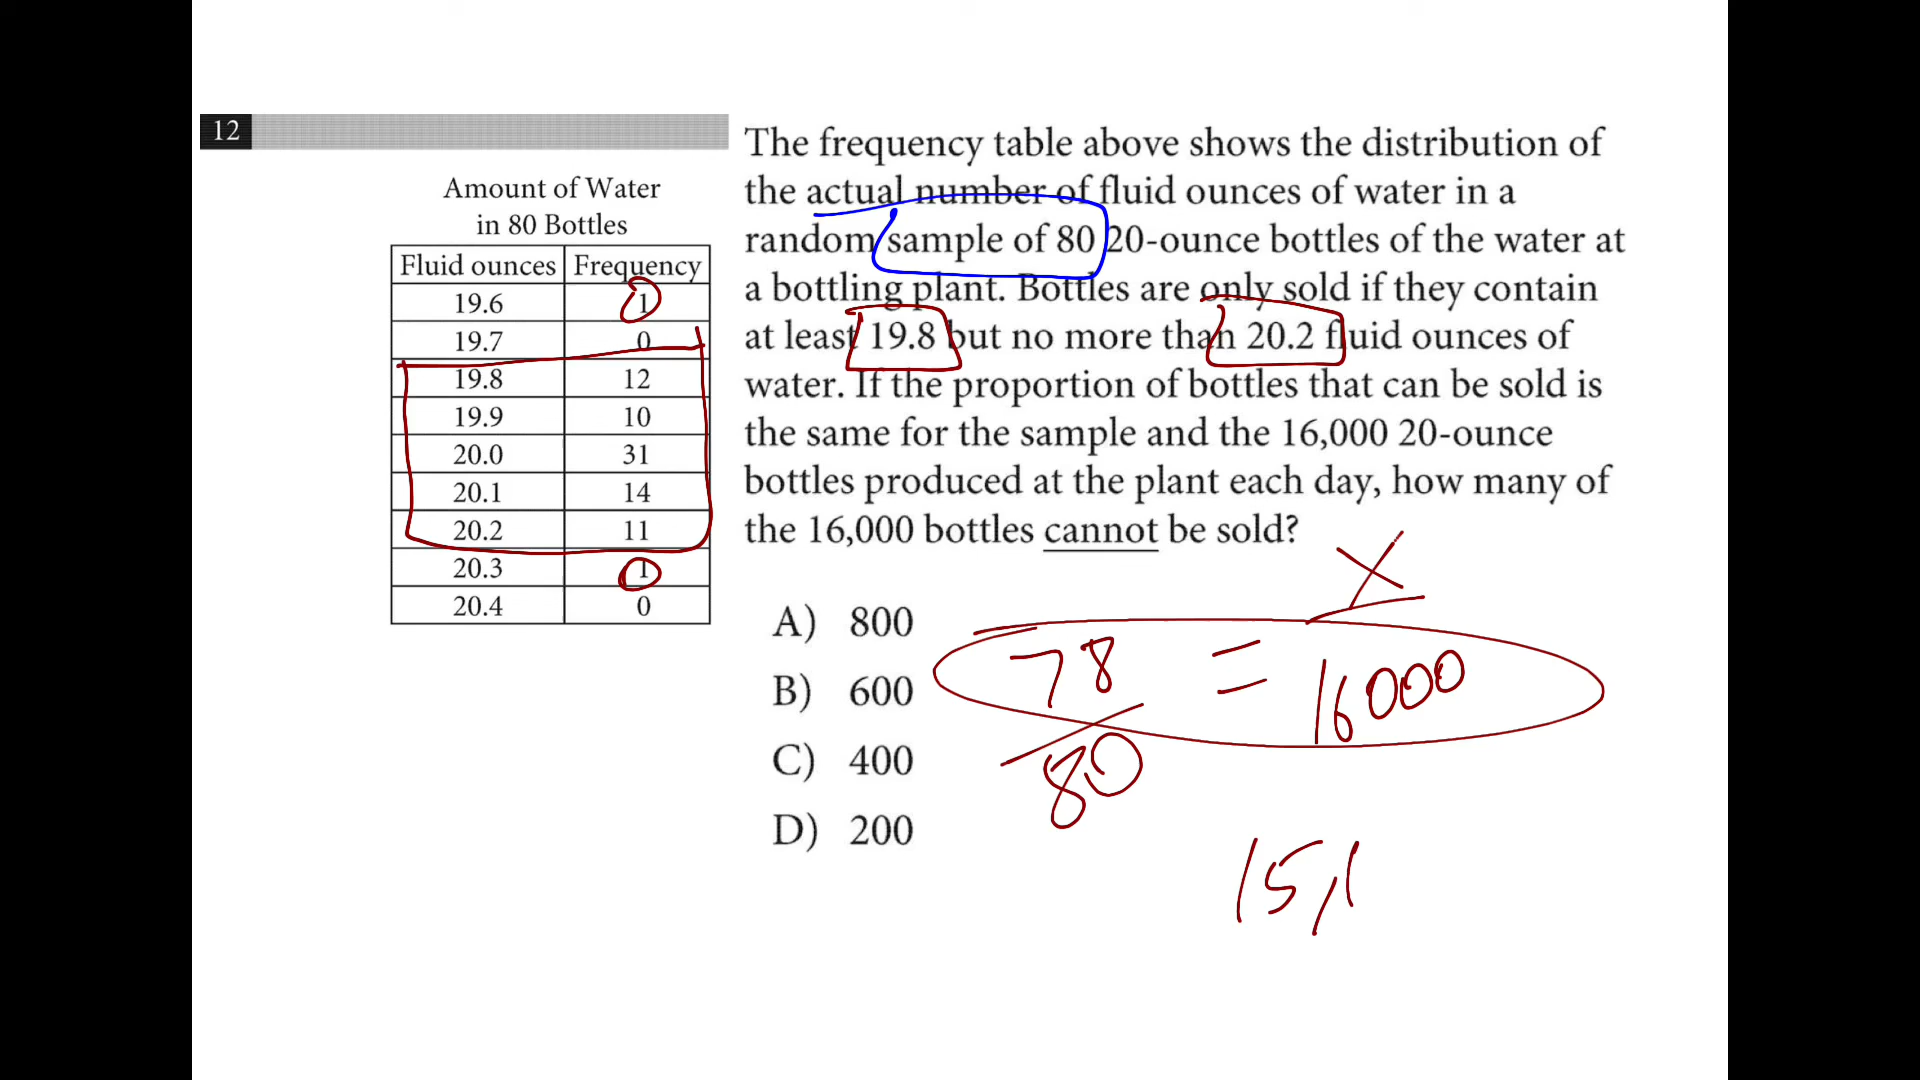 12
Amount of Water
in 80 Bottles
Fluid ounces Frequency
19.6 1
19.7 0
19.8 12
19.9 10
20.0 31
20.1 14
20.2 11
20.3 1
20.4 0
The frequency table above shows the distribution of
the actual number of fluid ounces of water in a
random sample of 80 20-ounce bottles of the water at
a bottling plant. Bottles are only sold if they contain
at least 19.8 but no more than 20.2 fluid ounces of
water. If the proportion of bottles that can be sold is
the same for the sample and the 16,000 20-ounce
bottles produced at the plant each day, how many of
the 16,000 bottles cannot be sold?
A) 800
B) 600
C) 400
D) 200
X
78 = 16000
80
15,1